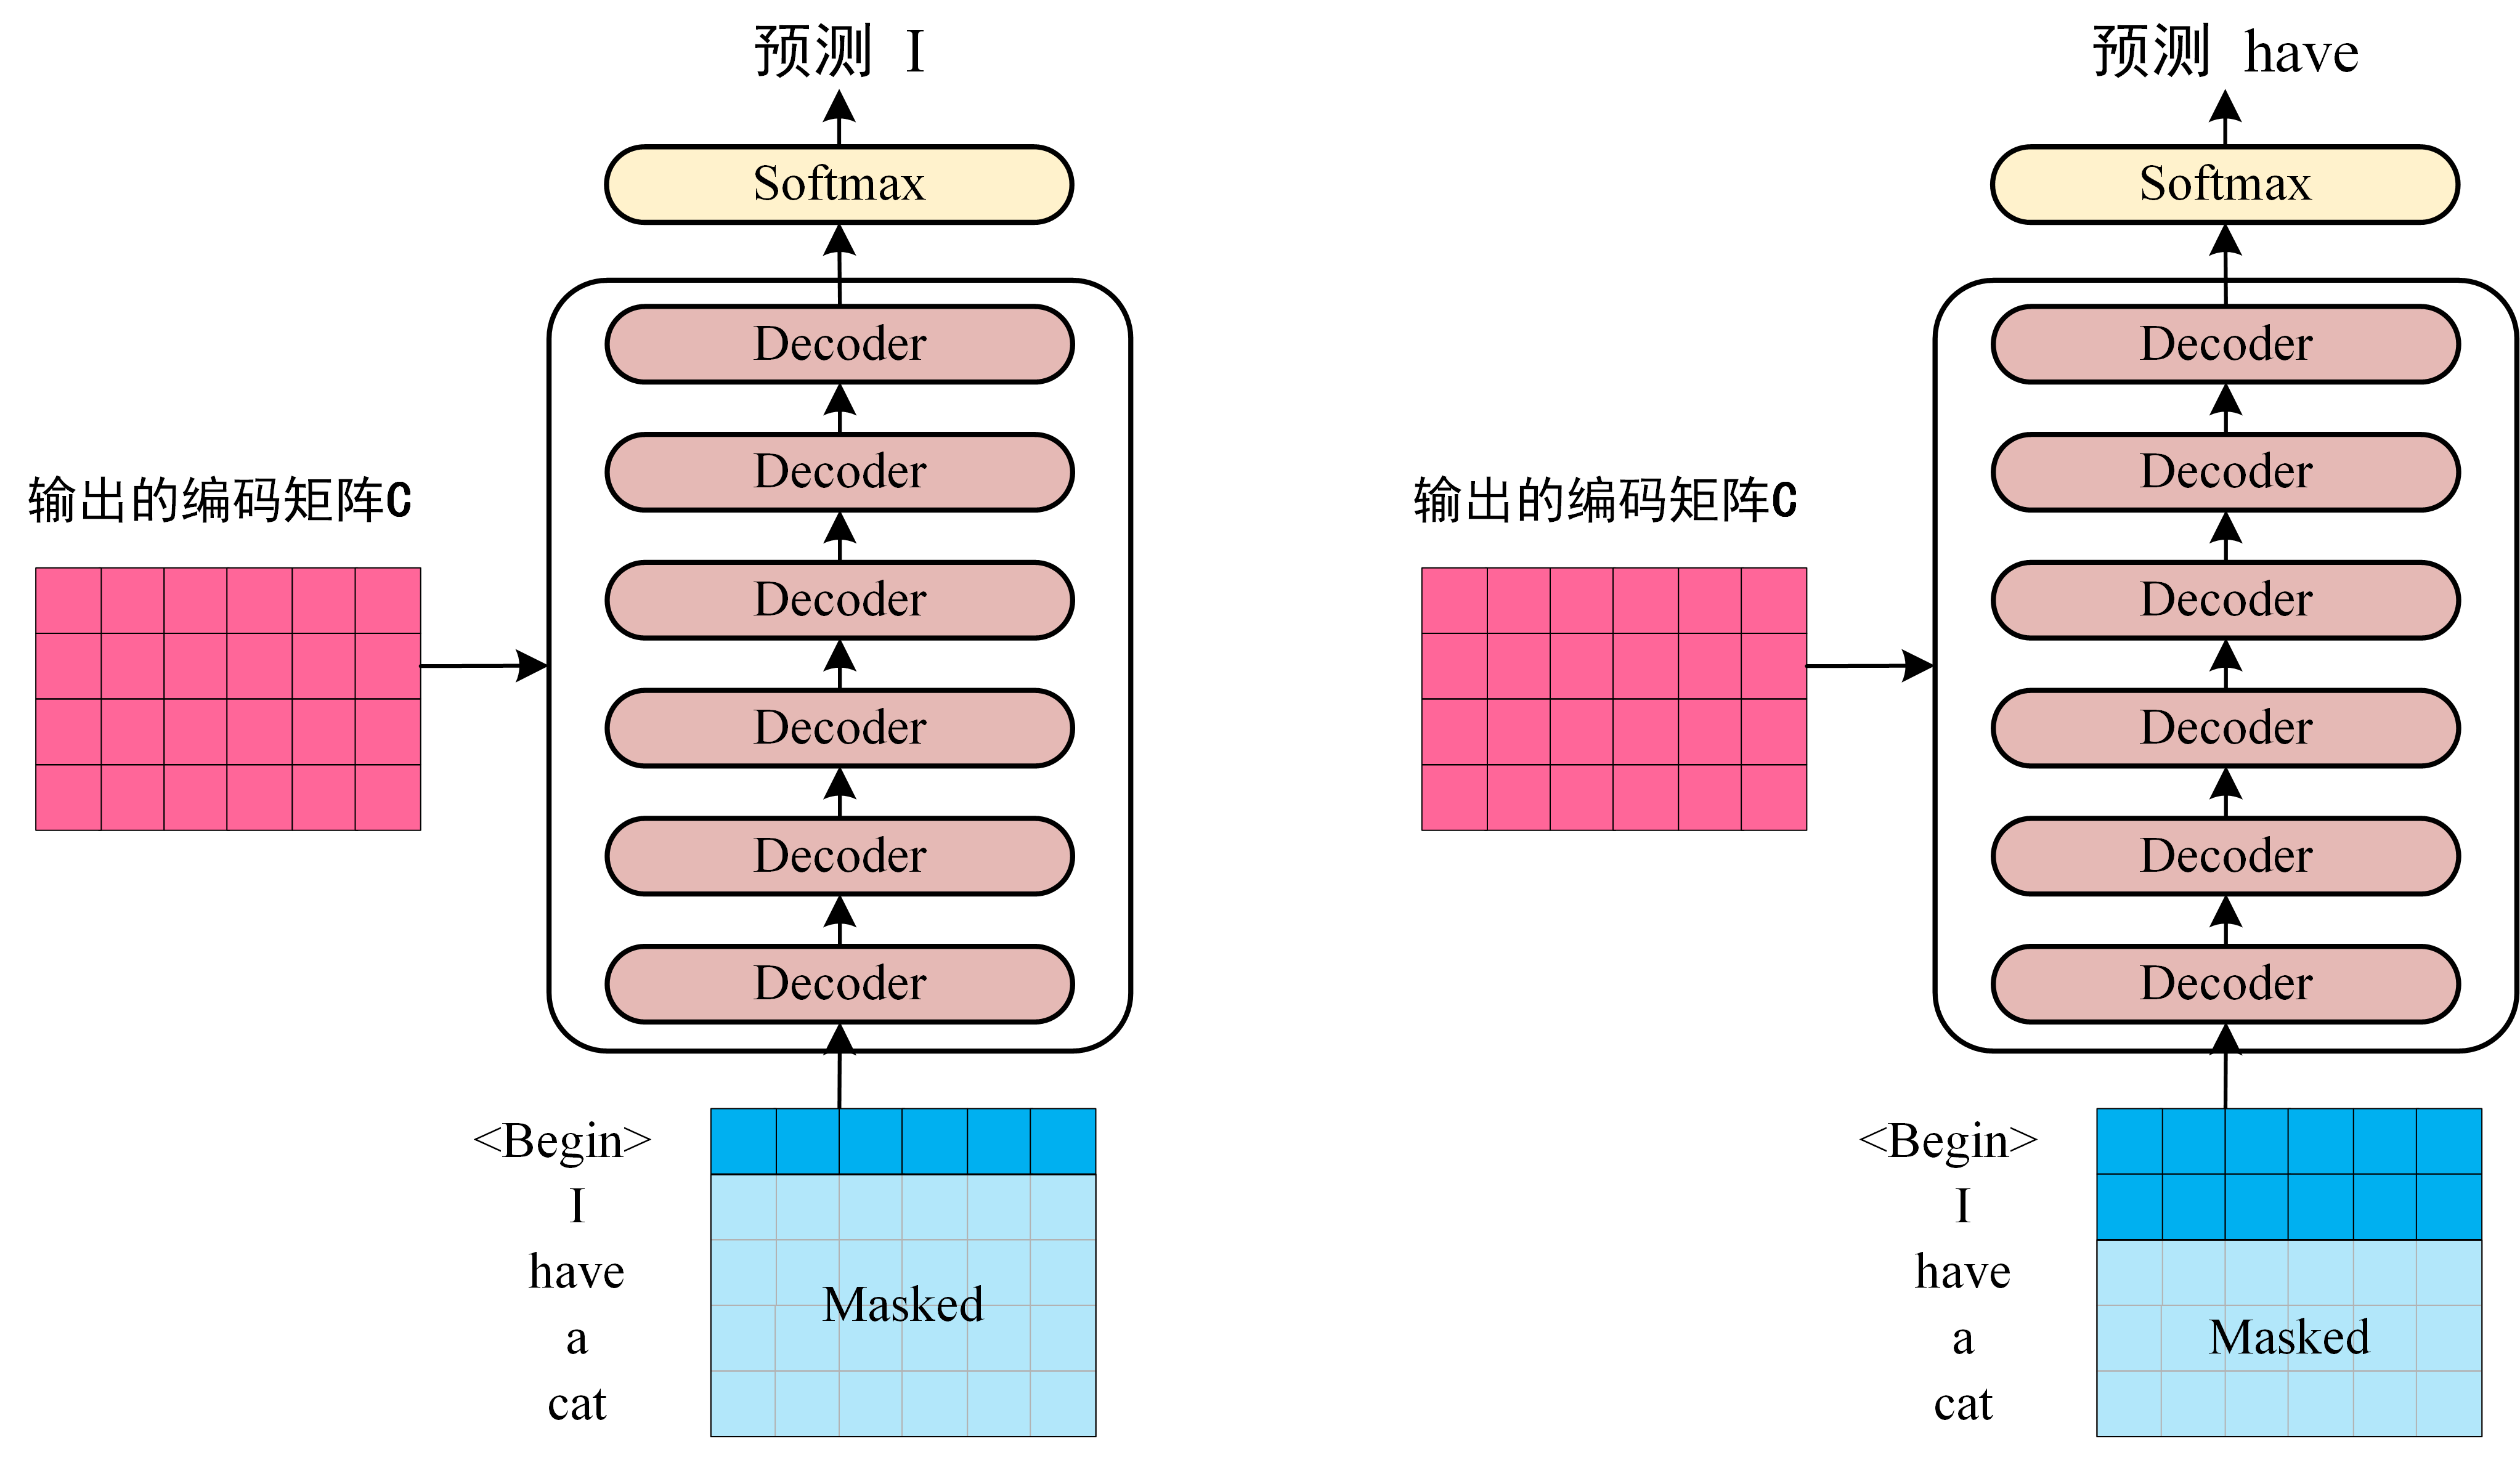 预测 I
Softmax
Decoder
Decoder
Decoder
Decoder
Decoder
Decoder
输出的编码矩阵C
<Begin>
I
have
a
cat
Masked
预测 have
Softmax
Decoder
Decoder
Decoder
Decoder
Decoder
Decoder
输出的编码矩阵C
<Begin>
I
have
a
cat
Masked